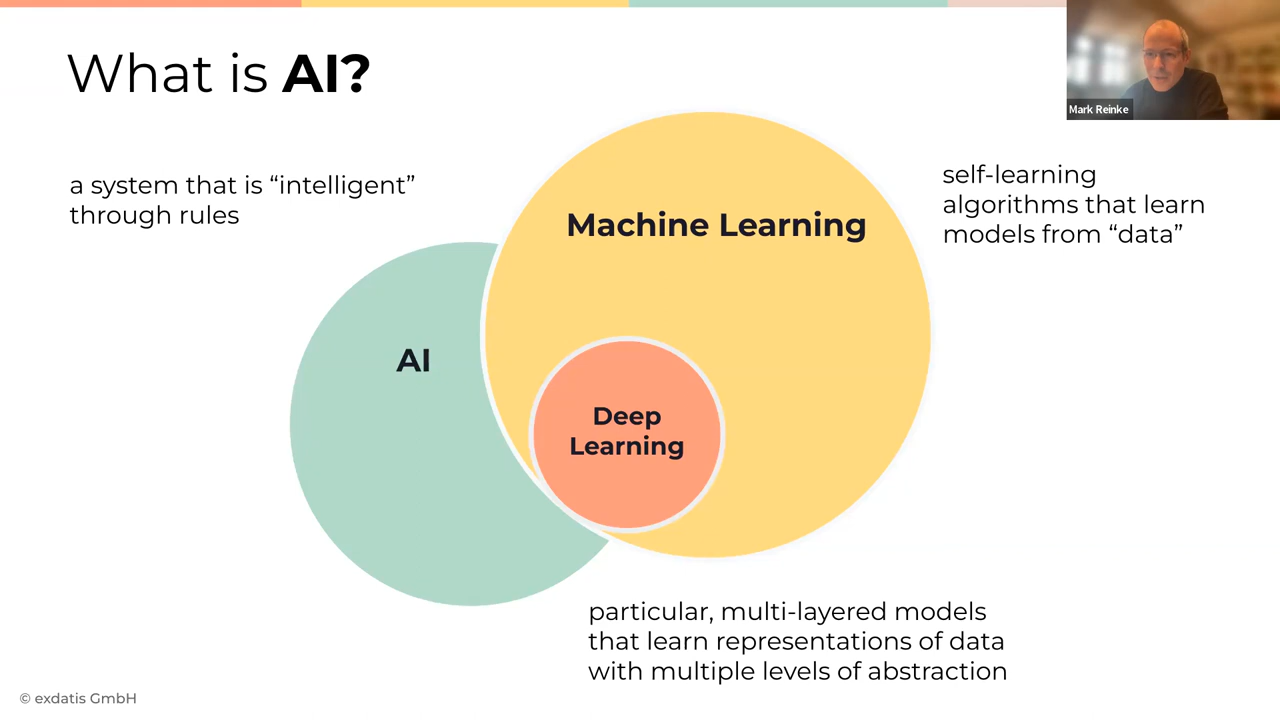 What is AI?
Mark Reinke
a system that is “intelligent”
through rules
self-learning
algorithms that learn
models from “data”
Machine Learning
AI
Deep
Learning
particular, multi-layered models
that learn representations of data
with multiple levels of abstraction
© exdatis GmbH